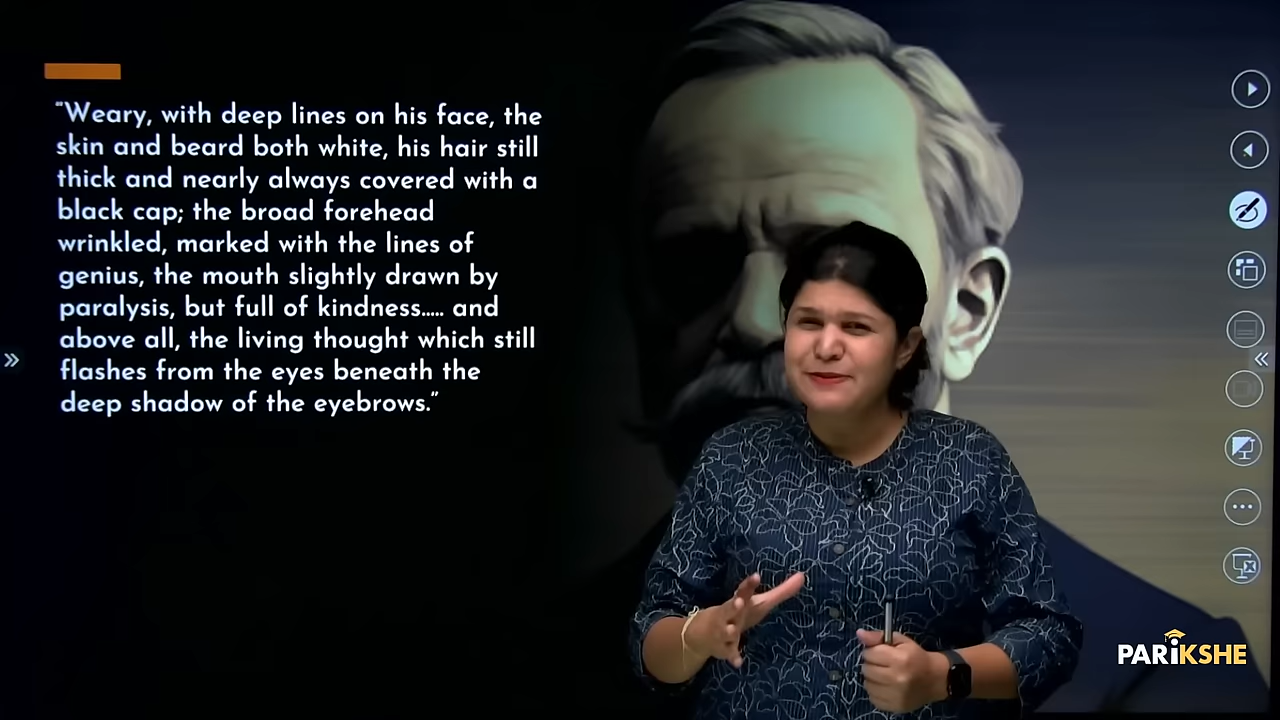 “Weary, with deep lines on his face, the
skin and beard both white, his hair still
thick and nearly always covered with a
black cap; the broad forehead
wrinkled, marked with the lines of
genius, the mouth slightly drawn by
paralysis, but full of kindness..... and
above all, the living thought which still
flashes from the eyes beneath the
deep shadow of the eyebrows.”
PARIKSHE